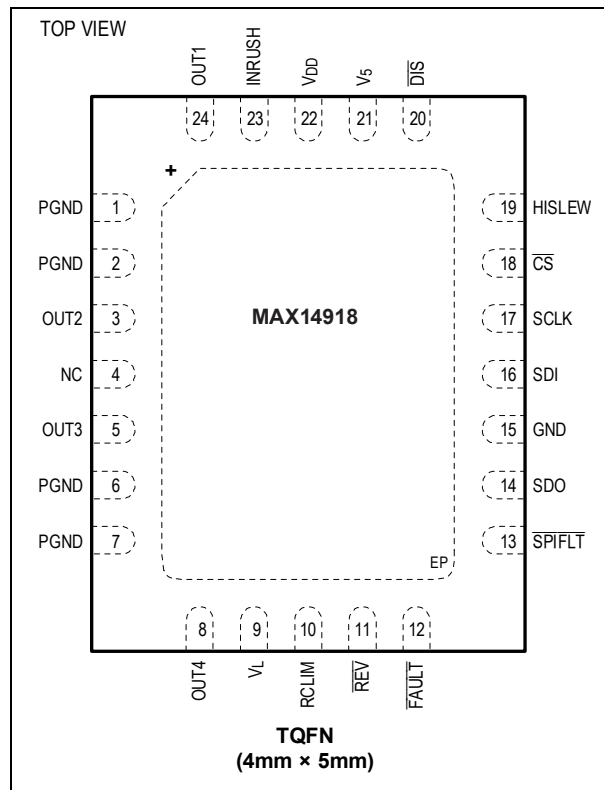 TOP VIEW
OUT1
INRUSH
VDD
V5
DIS
24
23
22
21
20
+
PGND 1
19 HISLEW
PGND 2
18 CS
OUT2 3
MAX14918
17 SCLK
NC 4
16 SDI
OUT3 5
15 GND
PGND 6
14 SDO
PGND 7
13 SPIFLT
EP
8
9
10
11
12
OUT4
VL
RCLIM
REV
FAULT
TQFN
(4mm × 5mm)